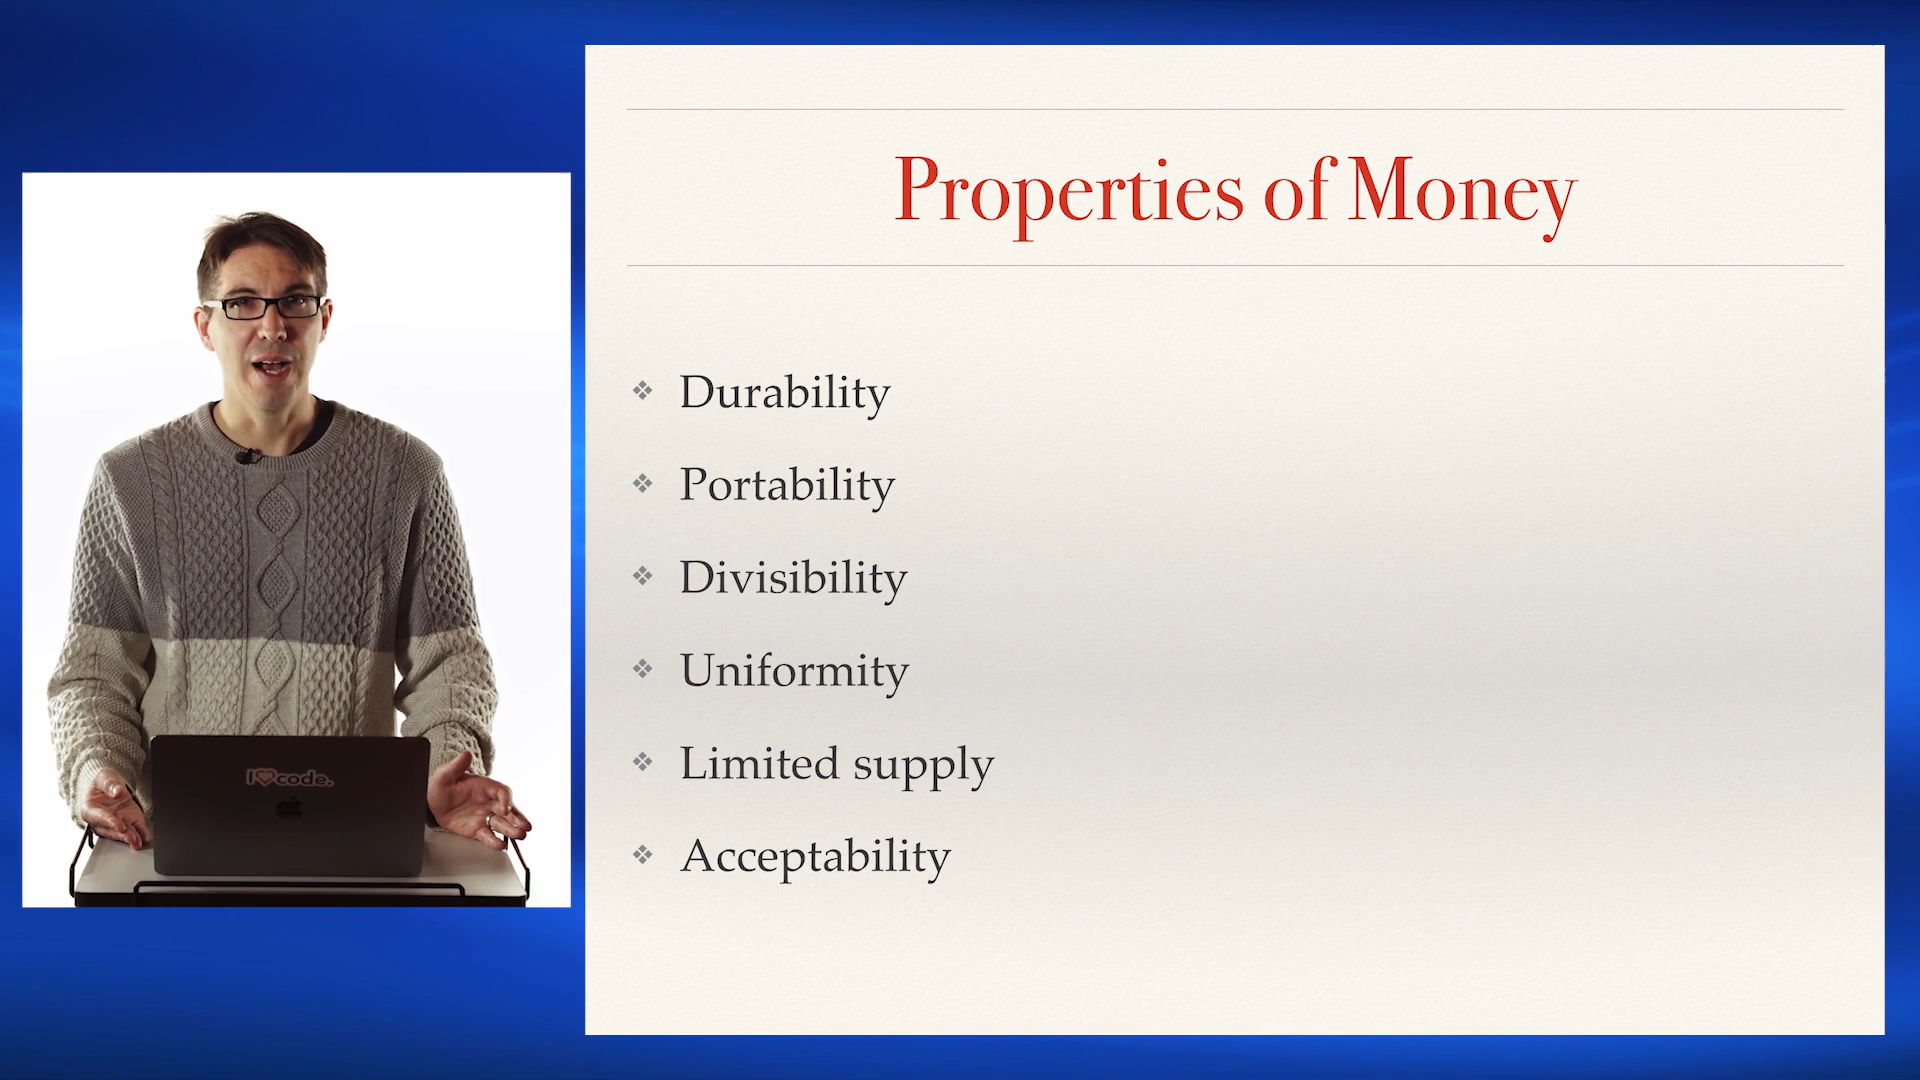 Properties of Money
Durability
Portability
Divisibility
Uniformity
Limited supply
Acceptability
I❤code.